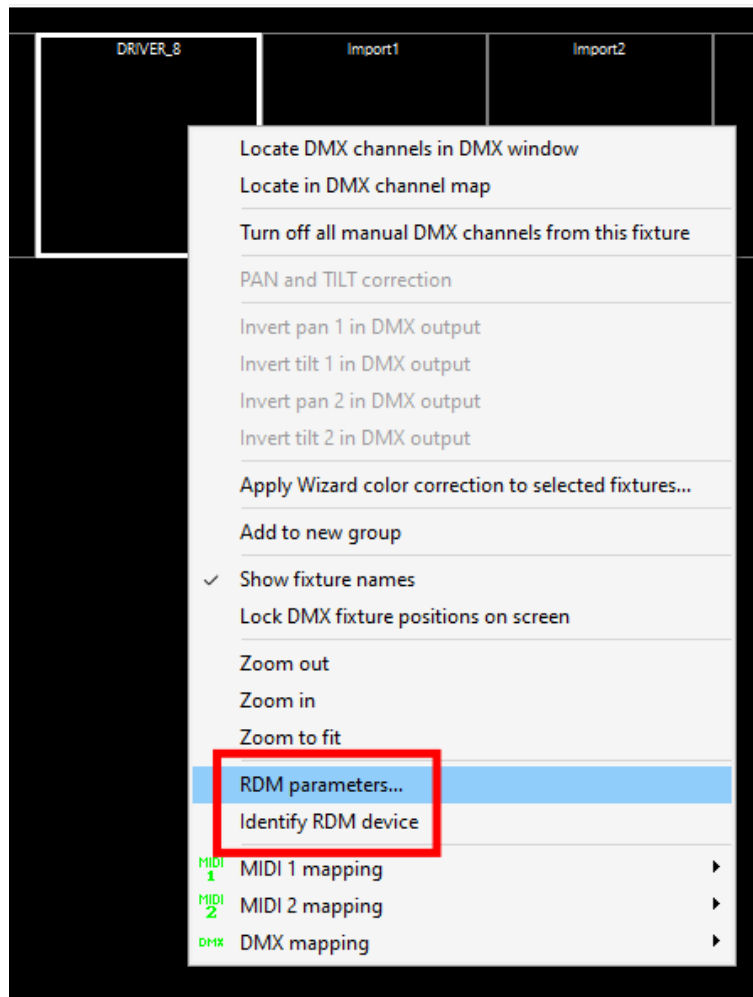 DRIVER_8 Import1 Import2
Locate DMX channels in DMX window
Locate in DMX channel map
Turn off all manual DMX channels from this fixture
PAN and TILT correction
Invert pan 1 in DMX output
Invert tilt 1 in DMX output
Invert pan 2 in DMX output
Invert tilt 2 in DMX output
Apply Wizard color correction to selected fixtures...
Add to new group
Show fixture names
Lock DMX fixture positions on screen
Zoom out
Zoom in
Zoom to fit
RDM parameters...
Identify RDM device
MIDI 1 MIDI 1 mapping
MIDI 2 MIDI 2 mapping
DMX DMX mapping